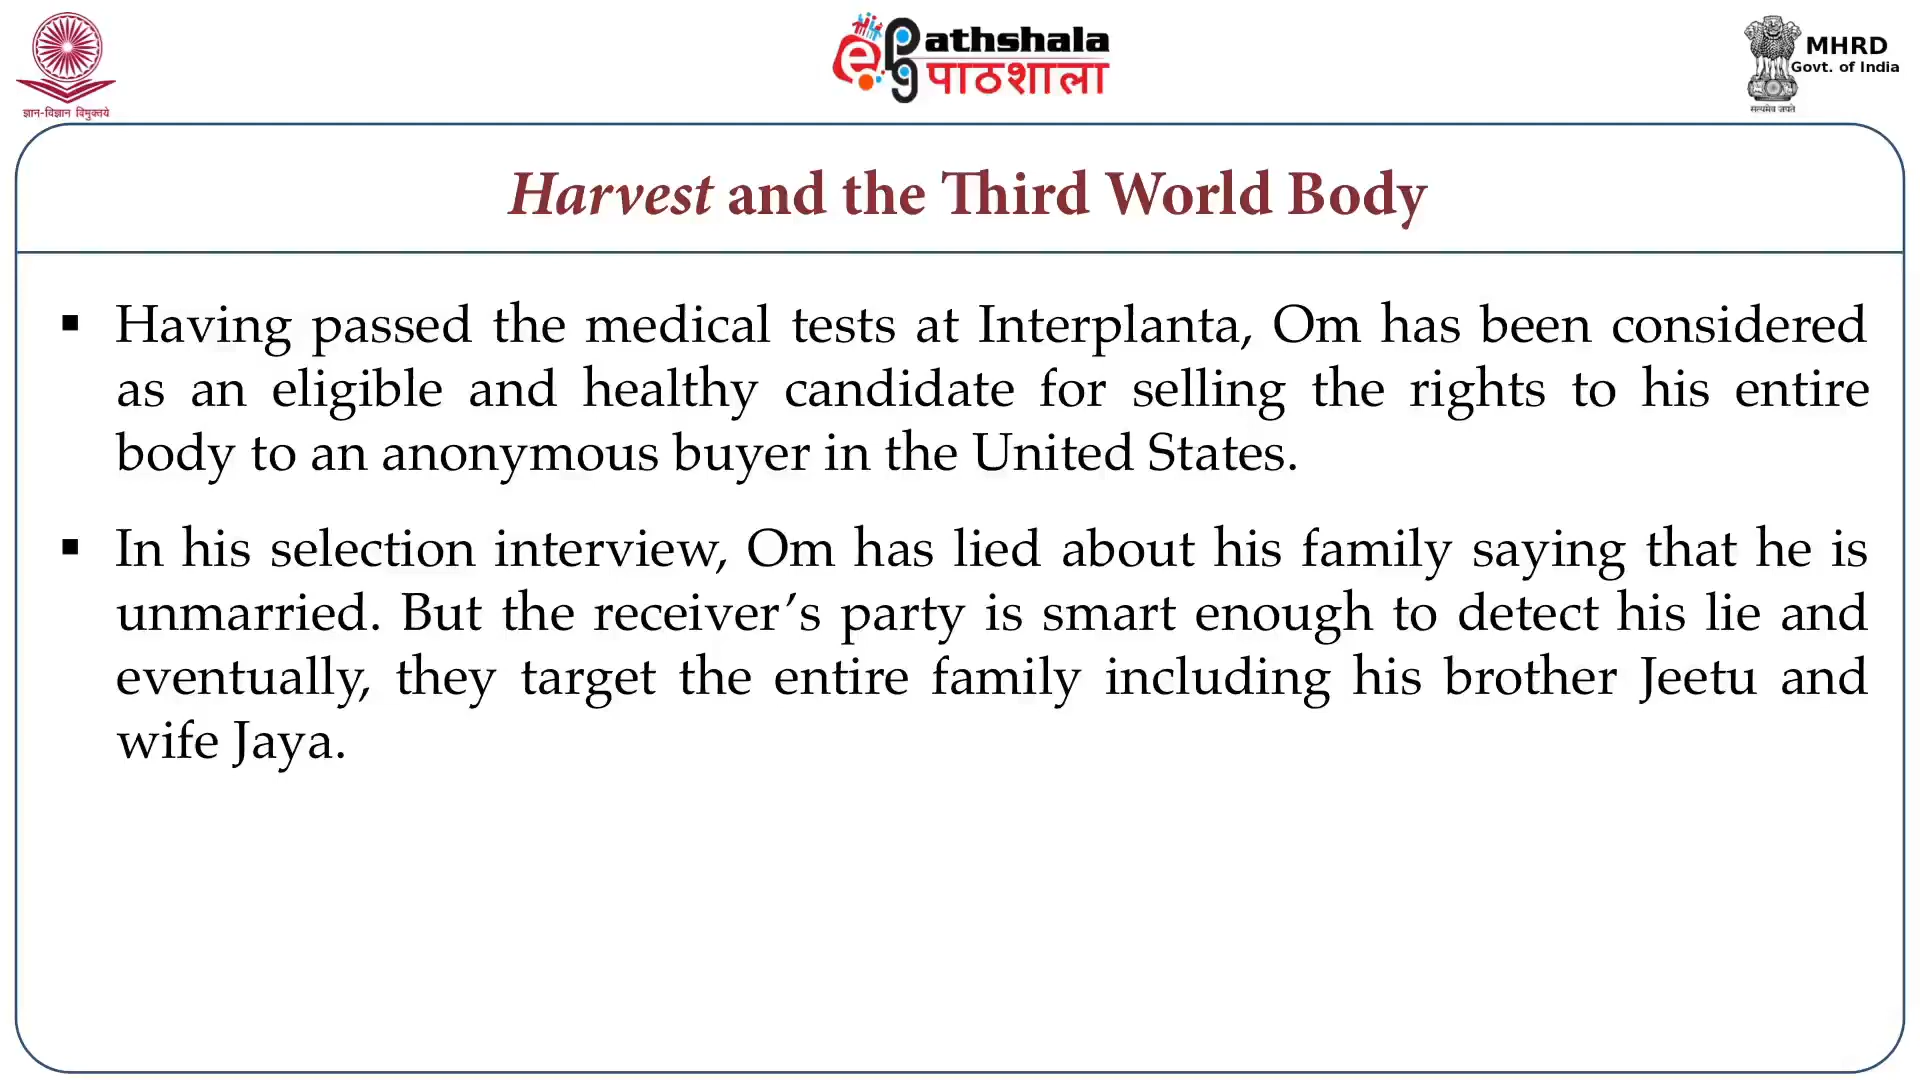 ज्ञान-विज्ञान विमुक्तये
ePG Pathshala
पाठशाला
MHRD
Govt. of India
सत्यमेव जयते
Harvest and the Third World Body
▪ Having passed the medical tests at Interplanta, Om has been considered
as an eligible and healthy candidate for selling the rights to his entire
body to an anonymous buyer in the United States.
▪ In his selection interview, Om has lied about his family saying that he is
unmarried. But the receiver’s party is smart enough to detect his lie and
eventually, they target the entire family including his brother Jeetu and
wife Jaya.